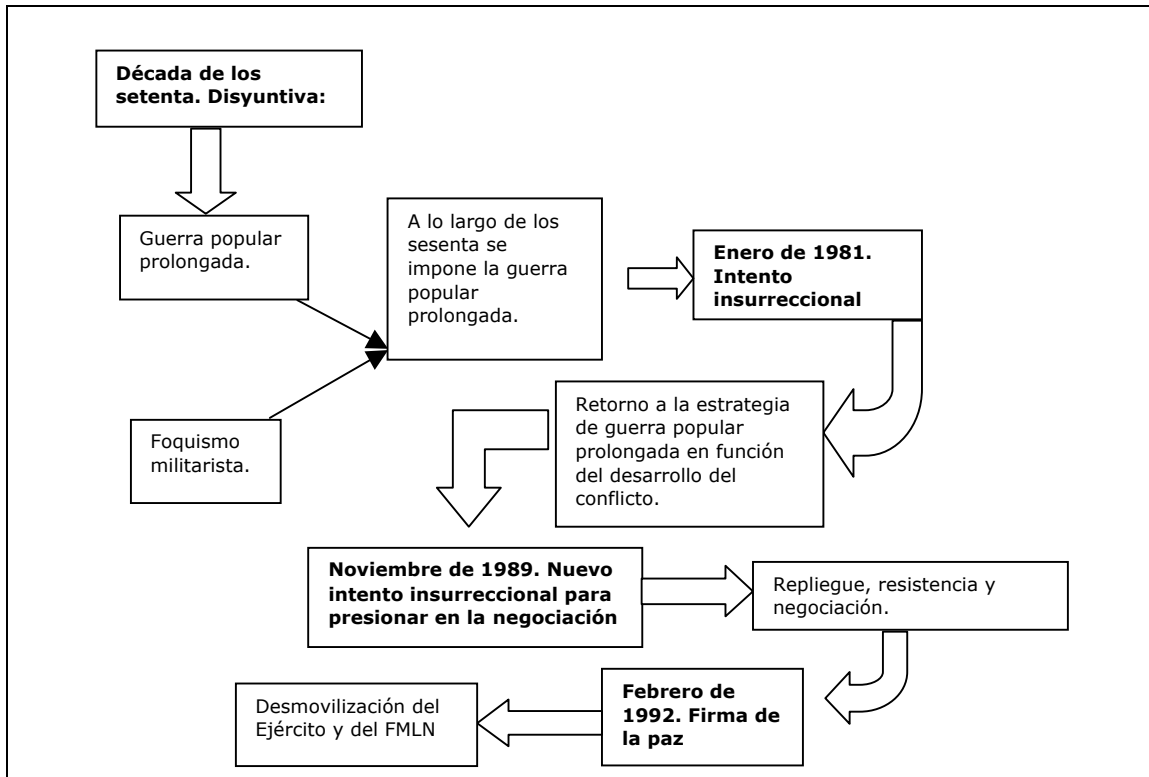 Década de los
setenta. Disyuntiva:
Guerra popular
prolongada.
A lo largo de los
sesenta se
impone la guerra
popular
prolongada.
Enero de 1981.
Intento
insurreccional
Foquismo
militarista.
Retorno a la estrategia
de guerra popular
prolongada en función
del desarrollo del
conflicto.
Noviembre de 1989. Nuevo
intento insurreccional para
presionar en la negociación
Repliegue, resistencia y
negociación.
Febrero de
1992. Firma de
la paz
Desmovilización del
Ejército y del FMLN